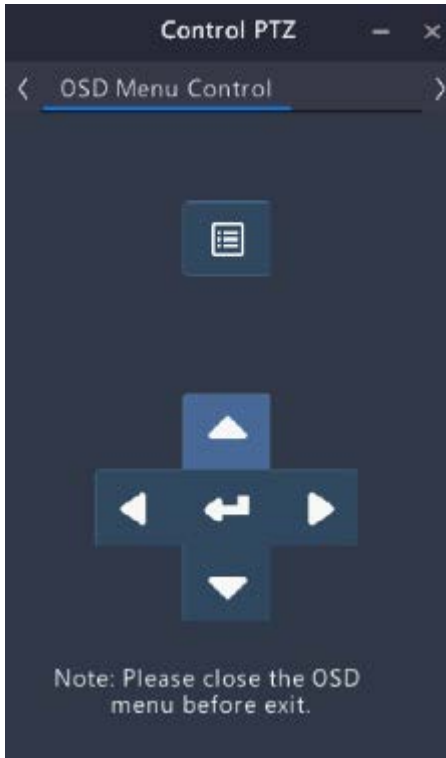 Control PTZ
OSD Menu Control
Note: Please close the OSD
menu before exit.